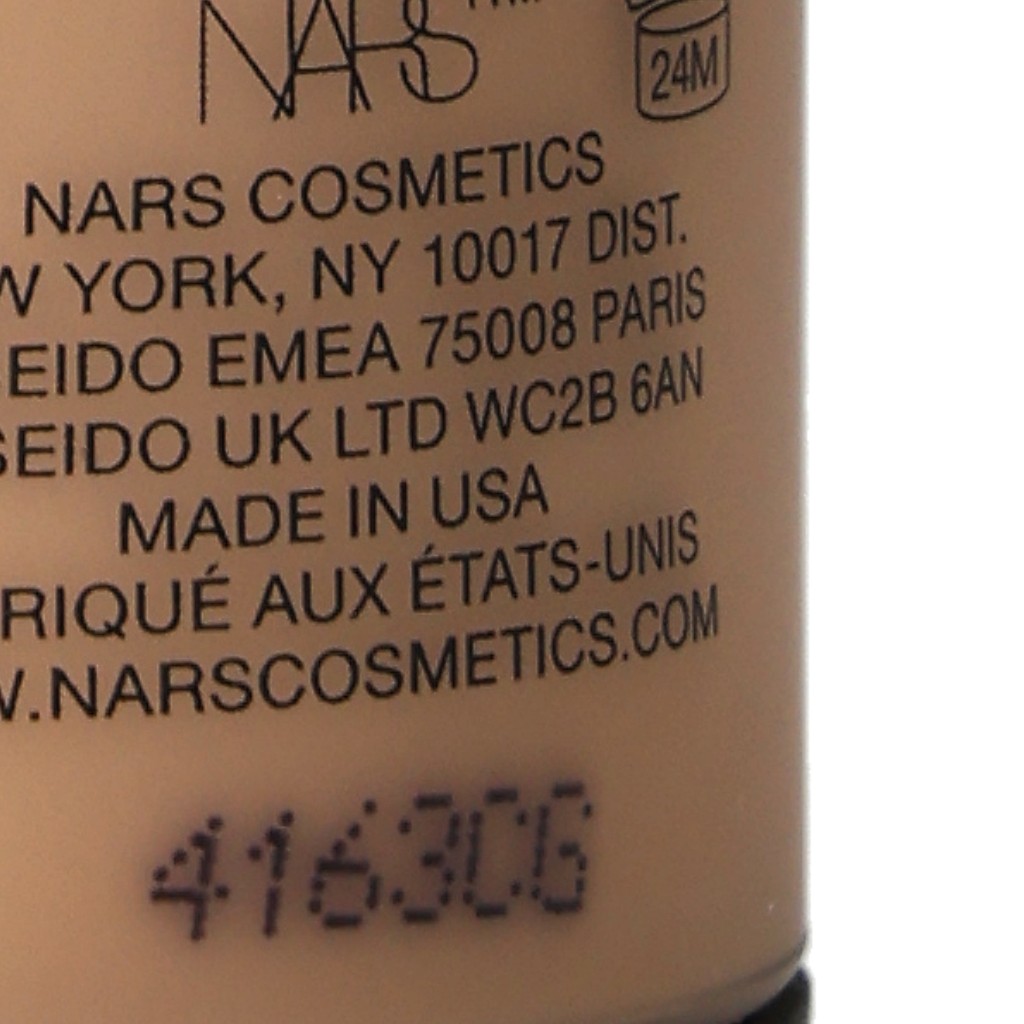 NARS
24M
NARS COSMETICS
W YORK, NY 10017 DIST.
SEIDO EMEA 75008 PARIS
SEIDO UK LTD WC2B 6AN
MADE IN USA
RIQUÉ AUX ÉTATS-UNIS
W.NARSCOSMETICS.COM
41630G